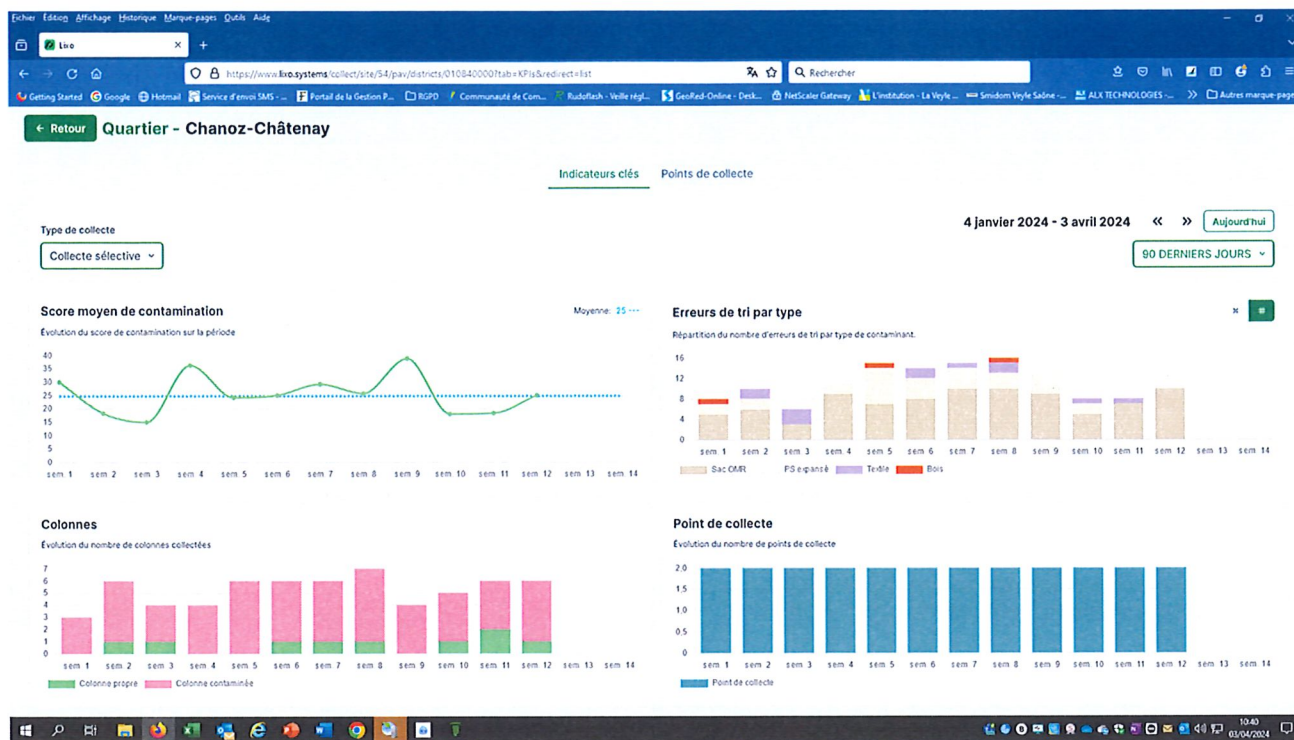 Fichier Édition Affichage Historique Marque-pages Outils Aide
Lixo
https://www.lixo.systems/collect/site/54/pav/districts/010840000?tab=KPIs&redirect=list
Rechercher
Getting Started Google Hotmail Service d'envoi SMS - ... Portail de la Gestion P... RGPD Communauté de Com... Rudoflash - Veille régl... GeoRed-Online - Desk... NetScaler Gateway L'institution - La Veyle ... Smidom Veyle Saône -... ALX TECHNOLOGIES -... Autres marque-pages
← Retour Quartier - Chanoz-Châtenay
Indicateurs clés Points de collecte
4 janvier 2024 - 3 avril 2024 « » Aujourd'hui
Type de collecte
Collecte sélective
90 DERNIERS JOURS
Score moyen de contamination Moyenne: 25 ---
Évolution du score de contamination sur la période
40
35
30
25
20
15
10
5
0
sem. 1 sem. 2 sem. 3 sem. 4 sem. 5 sem. 6 sem. 7 sem. 8 sem. 9 sem. 10 sem. 11 sem. 12 sem. 13 sem. 14
Erreurs de tri par type
Répartition du nombre d'erreurs de tri par type de contaminant.
16
12
8
4
0
sem. 1 sem. 2 sem. 3 sem. 4 sem. 5 sem. 6 sem. 7 sem. 8 sem. 9 sem. 10 sem. 11 sem. 12 sem. 13 sem. 14
Sac OMR PS expansé Textile Bois
Colonnes
Évolution du nombre de colonnes collectées
7
6
5
4
3
2
1
0
sem. 1 sem. 2 sem. 3 sem. 4 sem. 5 sem. 6 sem. 7 sem. 8 sem. 9 sem. 10 sem. 11 sem. 12 sem. 13 sem. 14
Colonne propre Colonne contaminée
Point de collecte
Évolution du nombre de points de collecte
2,0
1,5
1,0
0,5
0
sem. 1 sem. 2 sem. 3 sem. 4 sem. 5 sem. 6 sem. 7 sem. 8 sem. 9 sem. 10 sem. 11 sem. 12 sem. 13 sem. 14
Point de collecte
10:40
03/04/2024